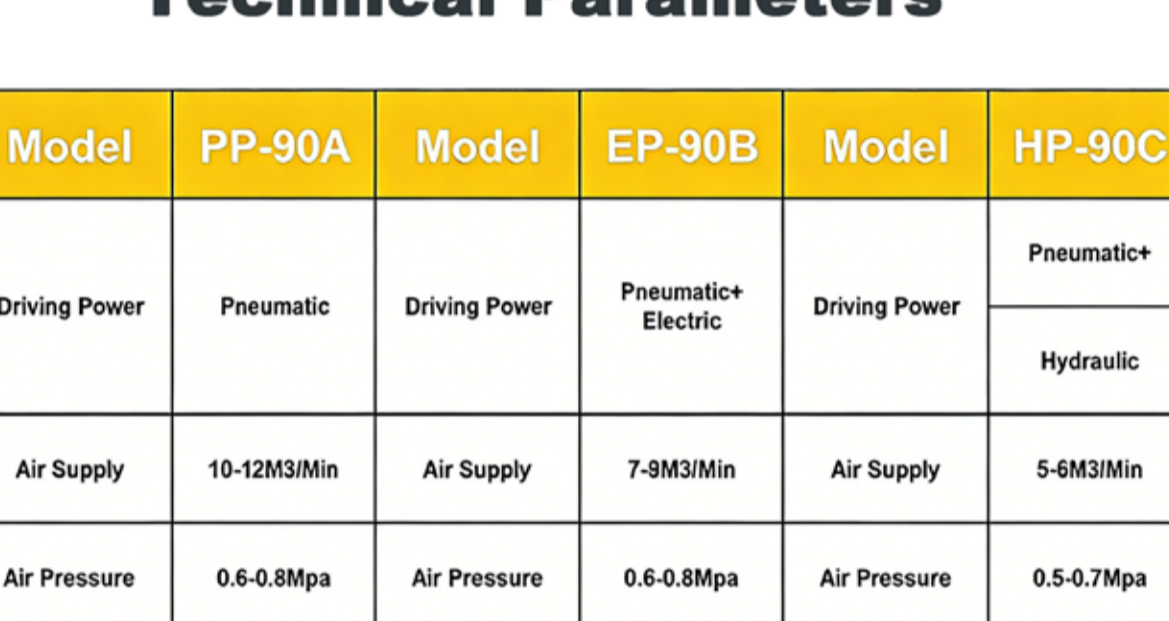 Technical Parameters
Model PP-90A Model EP-90B Model HP-90C
Driving Power Pneumatic Driving Power Pneumatic+ Electric Driving Power Pneumatic+
Hydraulic
Air Supply 10-12M3/Min Air Supply 7-9M3/Min Air Supply 5-6M3/Min
Air Pressure 0.6-0.8Mpa Air Pressure 0.6-0.8Mpa Air Pressure 0.5-0.7Mpa